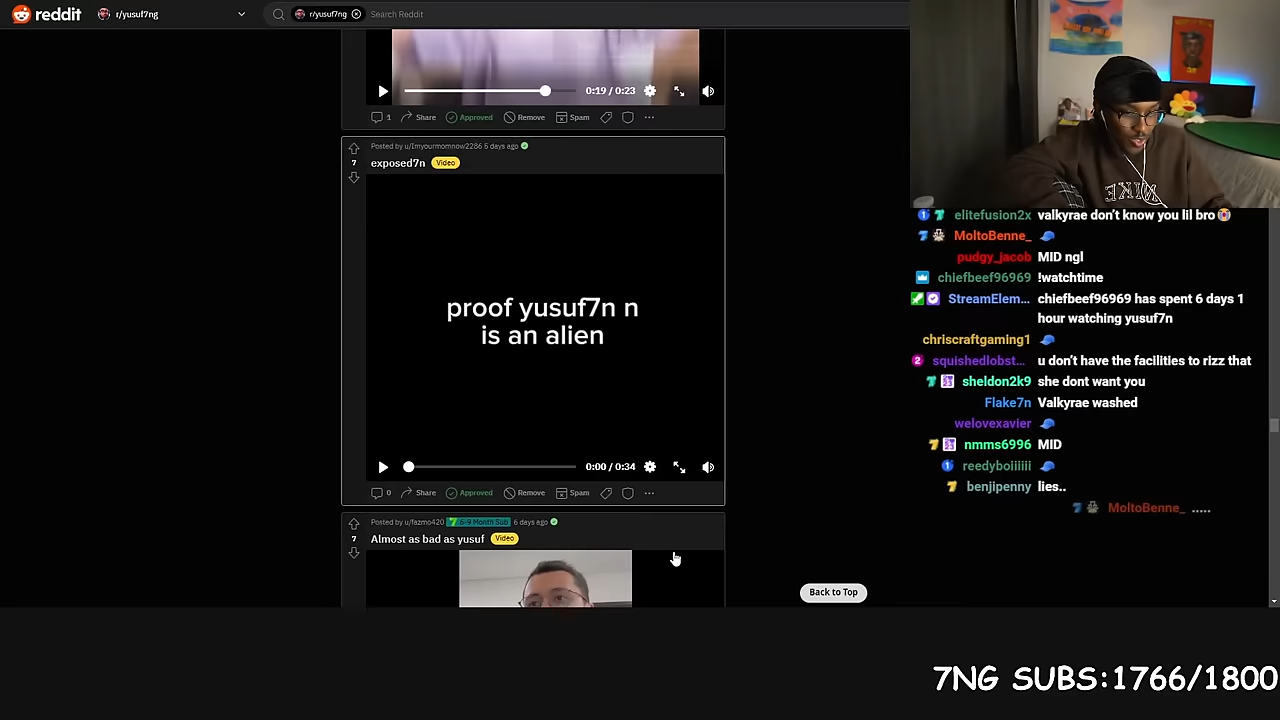 reddit
r/yusuf7ng
r/yusuf7ng
Search Reddit
0:19 / 0:23
1 Share Approved Remove Spam
Posted by u/Imyourmomnow2286 5 days ago
7
exposed7n Video
proof yusuf7n n
is an alien
0:00 / 0:34
0 Share Approved Remove Spam
Posted by u/fazmo420 6-9 Month Sub 6 days ago
7
Almost as bad as yusuf Video
Back to Top
NIKE
elitefusion2x valkyrae don't know you lil bro
MoltoBenne_
pudgy_jacob MID ngl
chiefbeef96969 !watchtime
StreamElem... chiefbeef96969 has spent 6 days 1
hour watching yusuf7n
chriscraftgaming1
squishedlobst... u don't have the facilities to rizz that
sheldon2k9 she dont want you
Flake7n Valkyrae washed
welovexavier
nmms6996 MID
reedyboiiiiii
benjipenny lies..
MoltoBenne_ .....
7NG SUBS:1766/1800